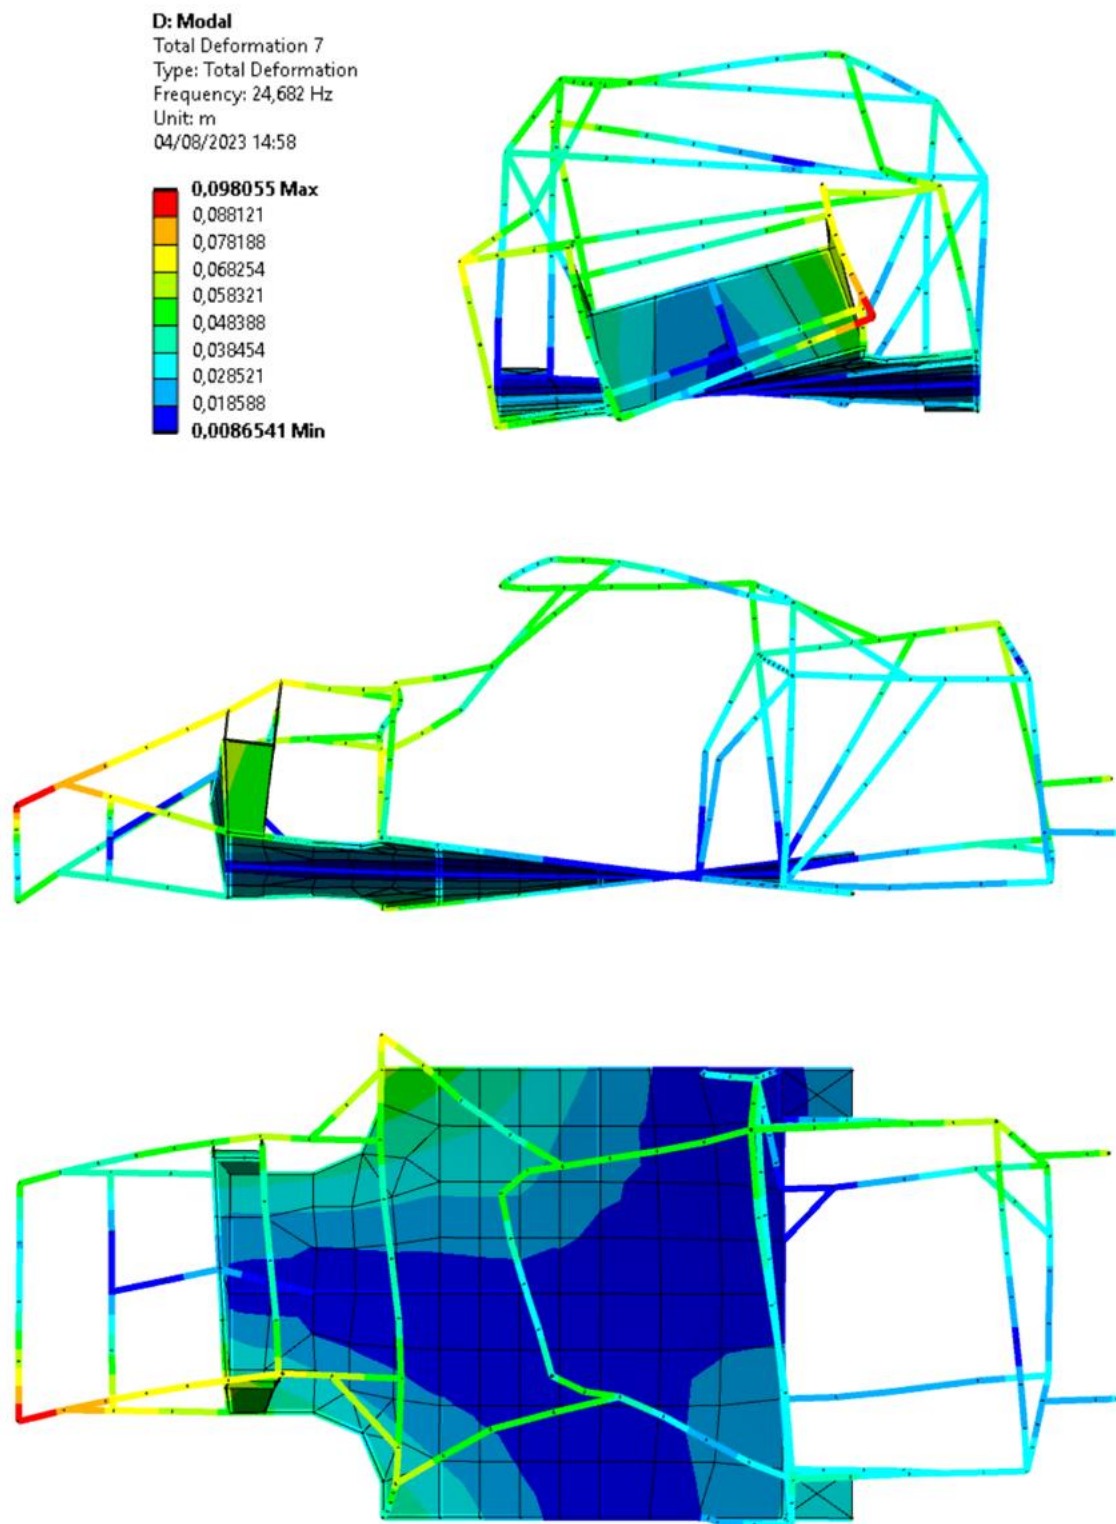 D: Modal
Total Deformation 7
Type: Total Deformation
Frequency: 24,682 Hz
Unit: m
04/08/2023 14:58
0,098055 Max
0,088121
0,078188
0,068254
0,058321
0,048388
0,038454
0,028521
0,018588
0,0086541 Min